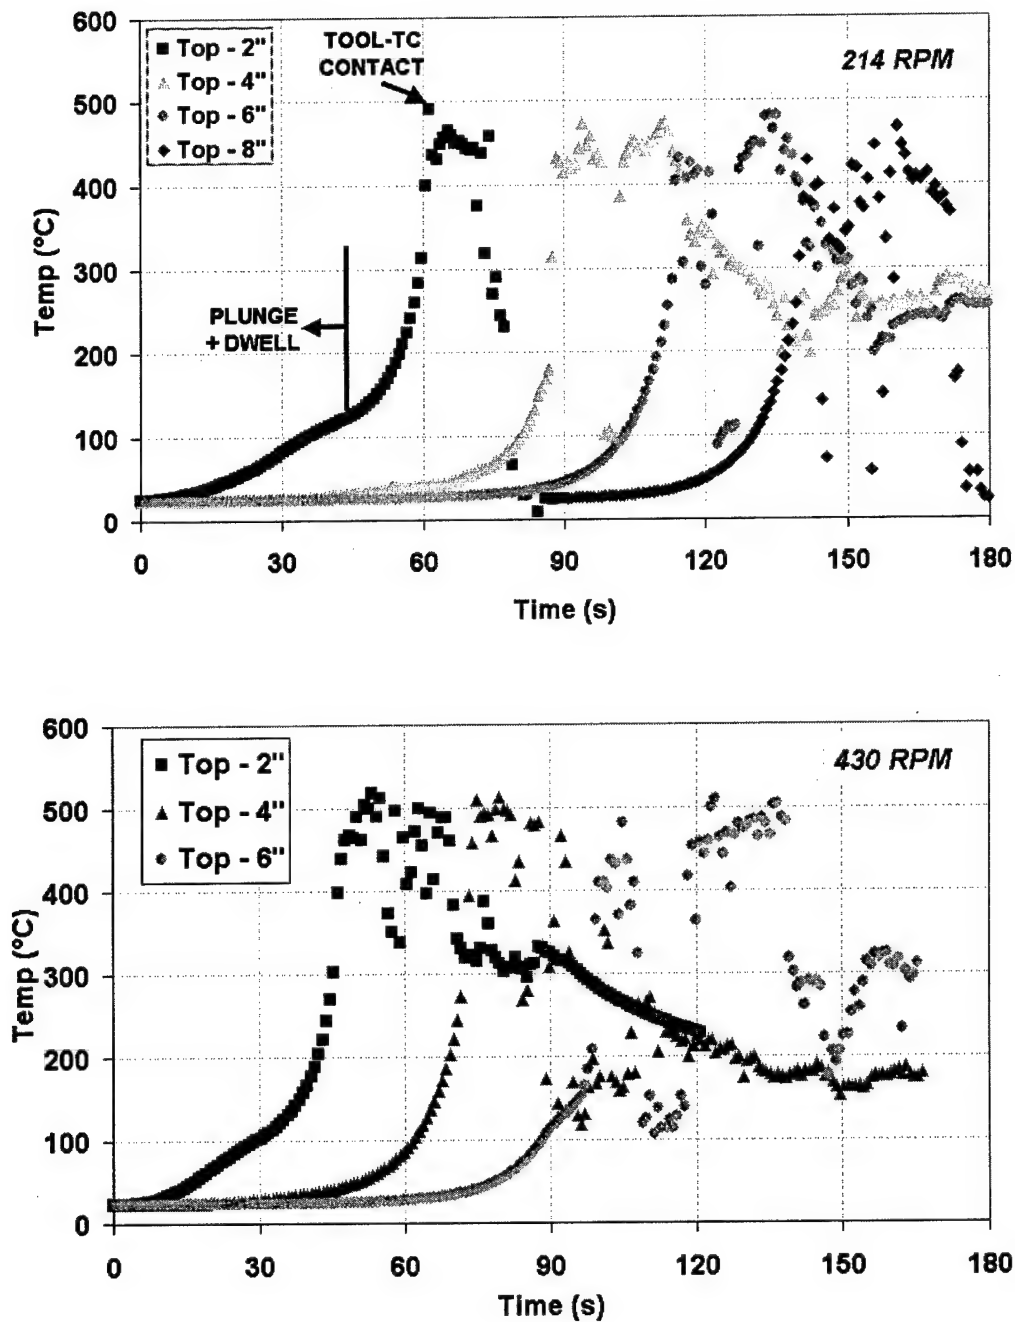 600
500
400
300
200
100
0
Temp (°C)
Top - 2"
Top - 4"
Top - 6"
Top - 8"
TOOL-TC
CONTACT
214 RPM
PLUNGE
+ DWELL
0 30 60 90 120 150 180
Time (s)
600
500
400
300
200
100
0
Temp (°C)
Top - 2"
Top - 4"
Top - 6"
430 RPM
0 30 60 90 120 150 180
Time (s)